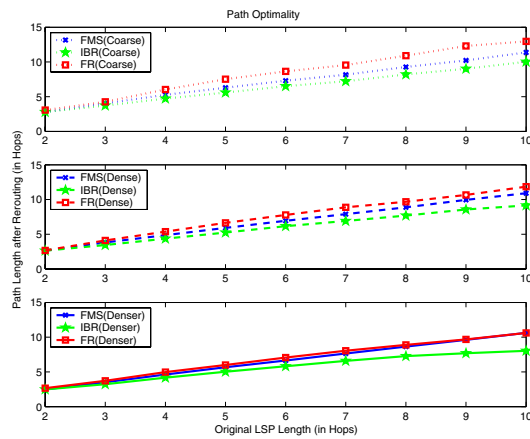 Path Optimality
15
10
5
0
FMS(Coarse)
IBR(Coarse)
FR(Coarse)
2 3 4 5 6 7 8 9 10
Path Length after Rerouting (in Hops)
15
10
5
0
FMS(Dense)
IBR(Dense)
FR(Dense)
2 3 4 5 6 7 8 9 10
15
10
5
0
FMS(Denser)
IBR(Denser)
FR(Denser)
2 3 4 5 6 7 8 9 10
Original LSP Length (in Hops)